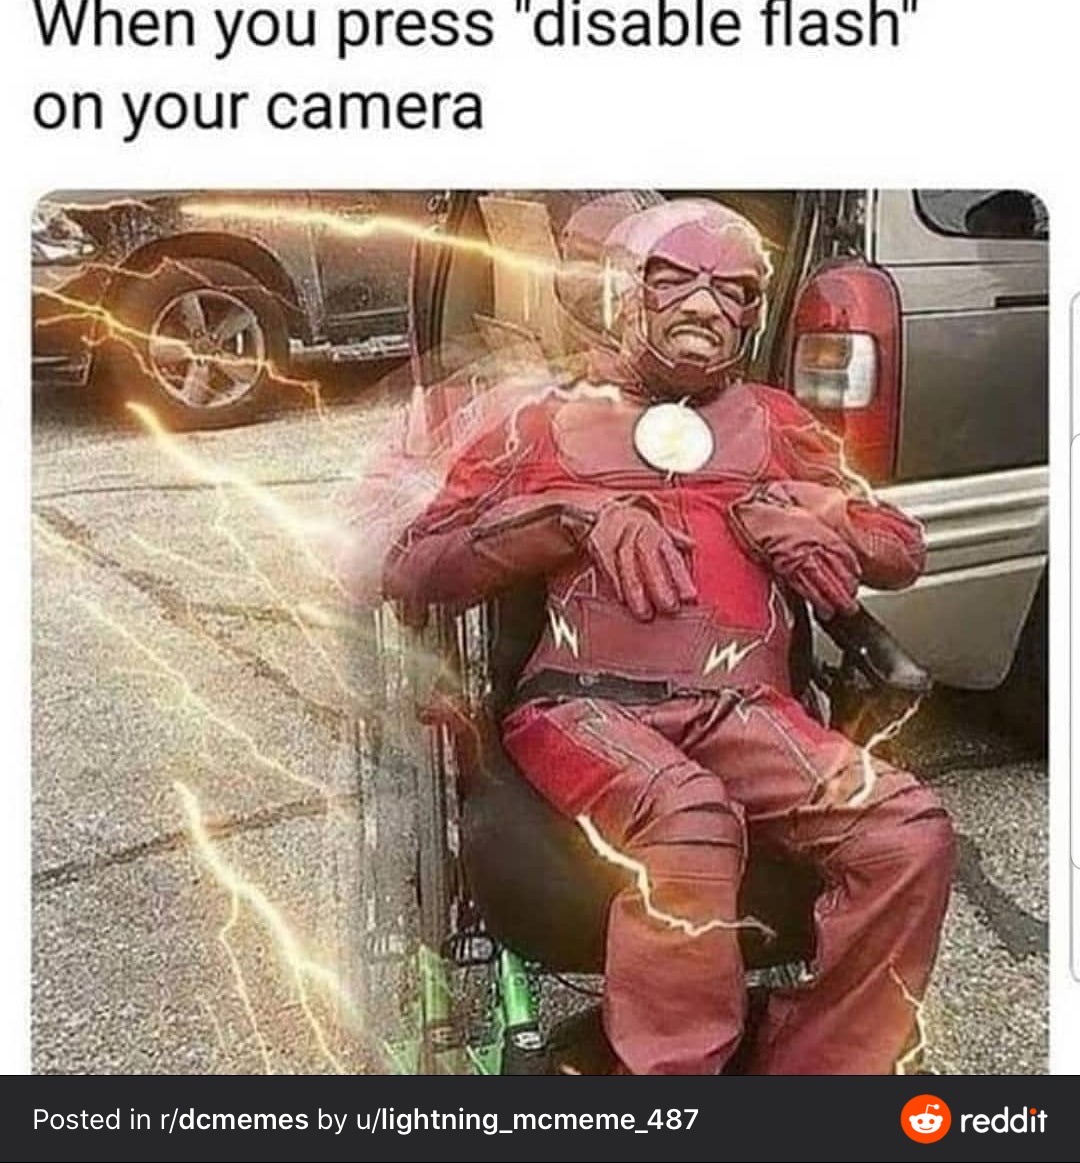 When you press "disable flash"
on your camera
Posted in r/dcmemes by u/lightning_mcmeme_487
reddit